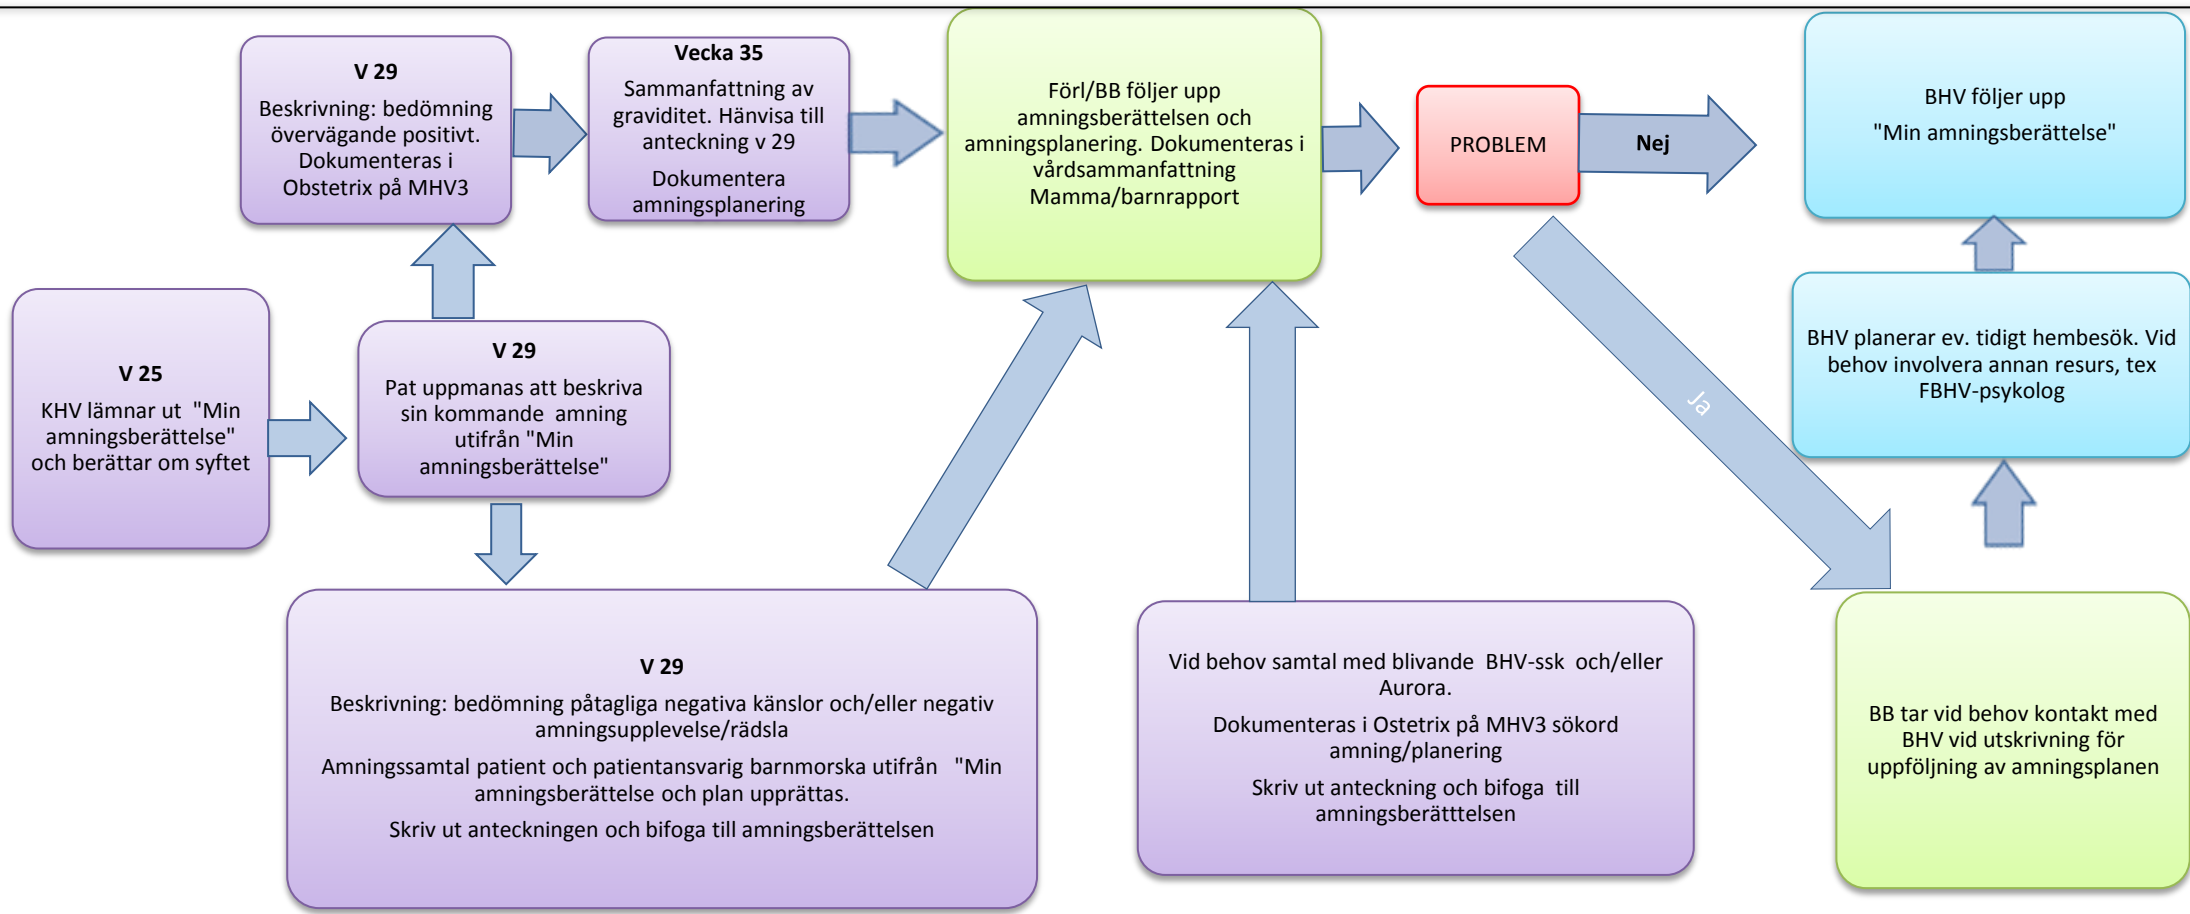 V 25
KHV lämnar ut "Min
amningsberättelse"
och berättar om syftet
V 29
Pat uppmanas att beskriva
sin kommande amning
utifrån "Min
amningsberättelse"
V 29
Beskrivning: bedömning
övervägande positivt.
Dokumenteras i
Obstetrix på MHV3
Vecka 35
Sammanfattning av
graviditet. Hänvisa till
anteckning v 29
Dokumentera
amningsplanering
V 29
Beskrivning: bedömning påtagliga negativa känslor och/eller negativ
amningsupplevelse/rädsla
Amningssamtal patient och patientansvarig barnmorska utifrån "Min
amningsberättelse och plan upprättas.
Skriv ut anteckningen och bifoga till amningsberättelsen
Vid behov samtal med blivande BHV-ssk och/eller
Aurora.
Dokumenteras i Ostetrix på MHV3 sökord
amning/planering
Skriv ut anteckning och bifoga till
amningsberätttelsen
Förl/BB följer upp
amningsberättelsen och
amningsplanering. Dokumenteras i
vårdsammanfattning
Mamma/barnrapport
PROBLEM
Nej
Ja
BHV följer upp
"Min amningsberättelse"
BHV planerar ev. tidigt hembesök. Vid
behov involvera annan resurs, tex
FBHV-psykolog
BB tar vid behov kontakt med
BHV vid utskrivning för
uppföljning av amningsplanen